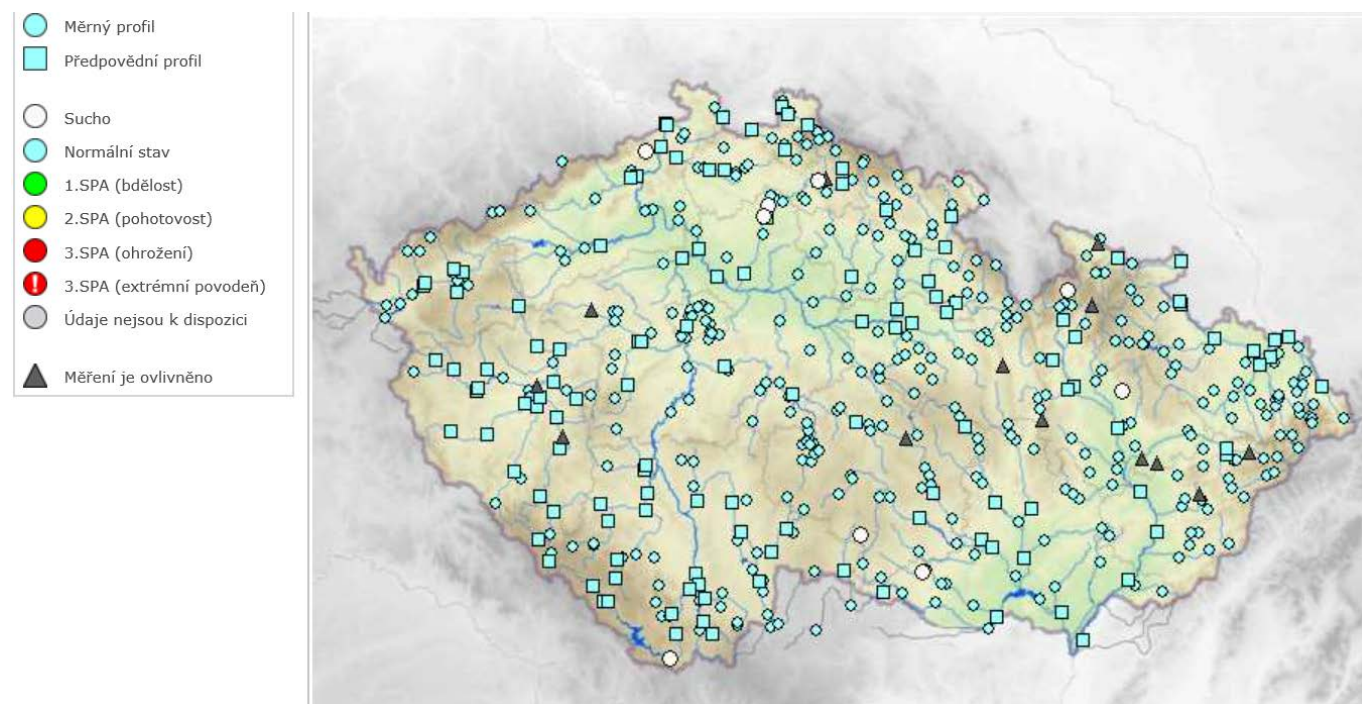 Měrný profil
Předpovědní profil
Sucho
Normální stav
1.SPA (bdělost)
2.SPA (pohotovost)
3.SPA (ohrožení)
3.SPA (extrémní povodeň)
Údaje nejsou k dispozici
Měření je ovlivněno